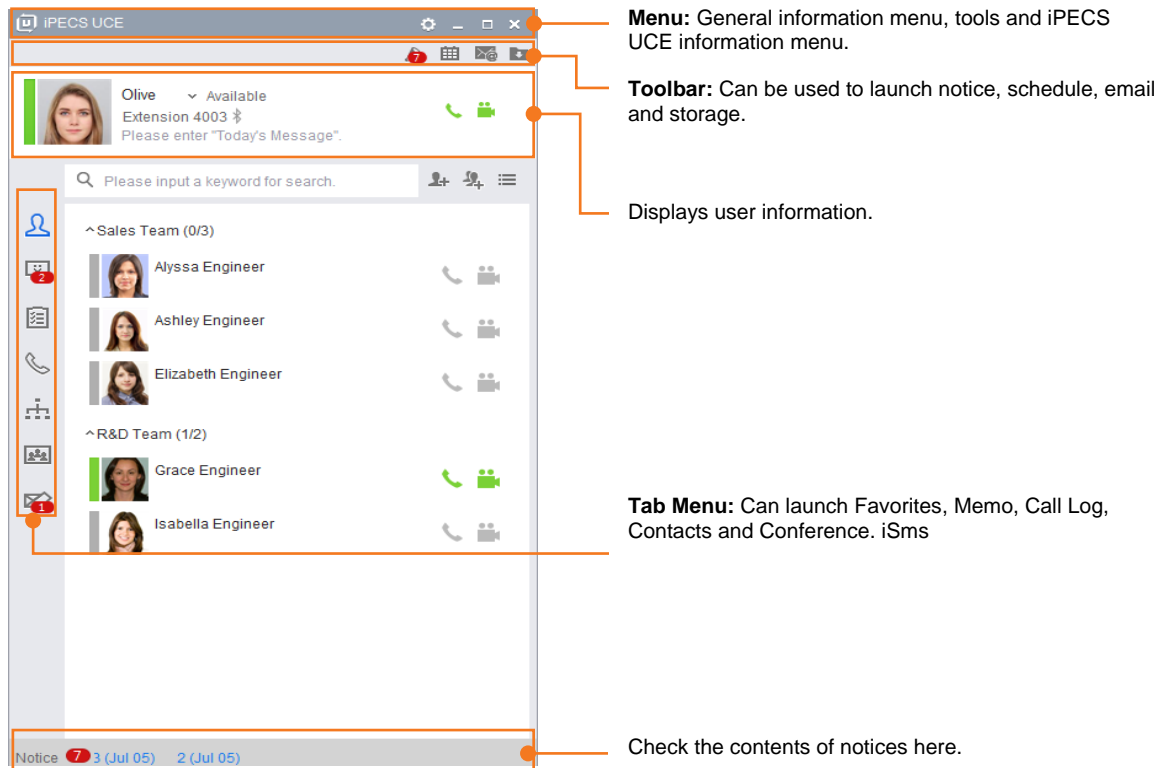 iPECS UCE
7
Olive Available
Extension 4003
Please enter "Today's Message".
Please input a keyword for search.
Sales Team (0/3)
Alyssa Engineer
2
Ashley Engineer
Elizabeth Engineer
R&D Team (1/2)
Grace Engineer
1
Isabella Engineer
Notice 7 3 (Jul 05) 2 (Jul 05)
Menu: General information menu, tools and iPECS
UCE information menu.
Toolbar: Can be used to launch notice, schedule, email
and storage.
Displays user information.
Tab Menu: Can launch Favorites, Memo, Call Log,
Contacts and Conference. iSms
Check the contents of notices here.